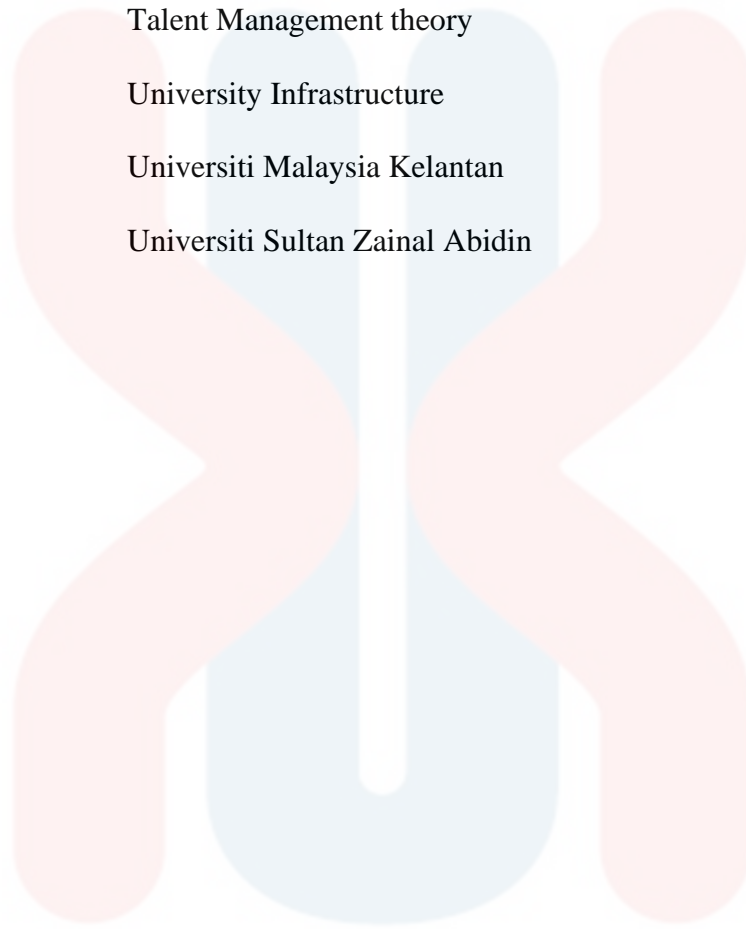 Talent Management theory
University Infrastructure
Universiti Malaysia Kelantan
Universiti Sultan Zainal Abidin